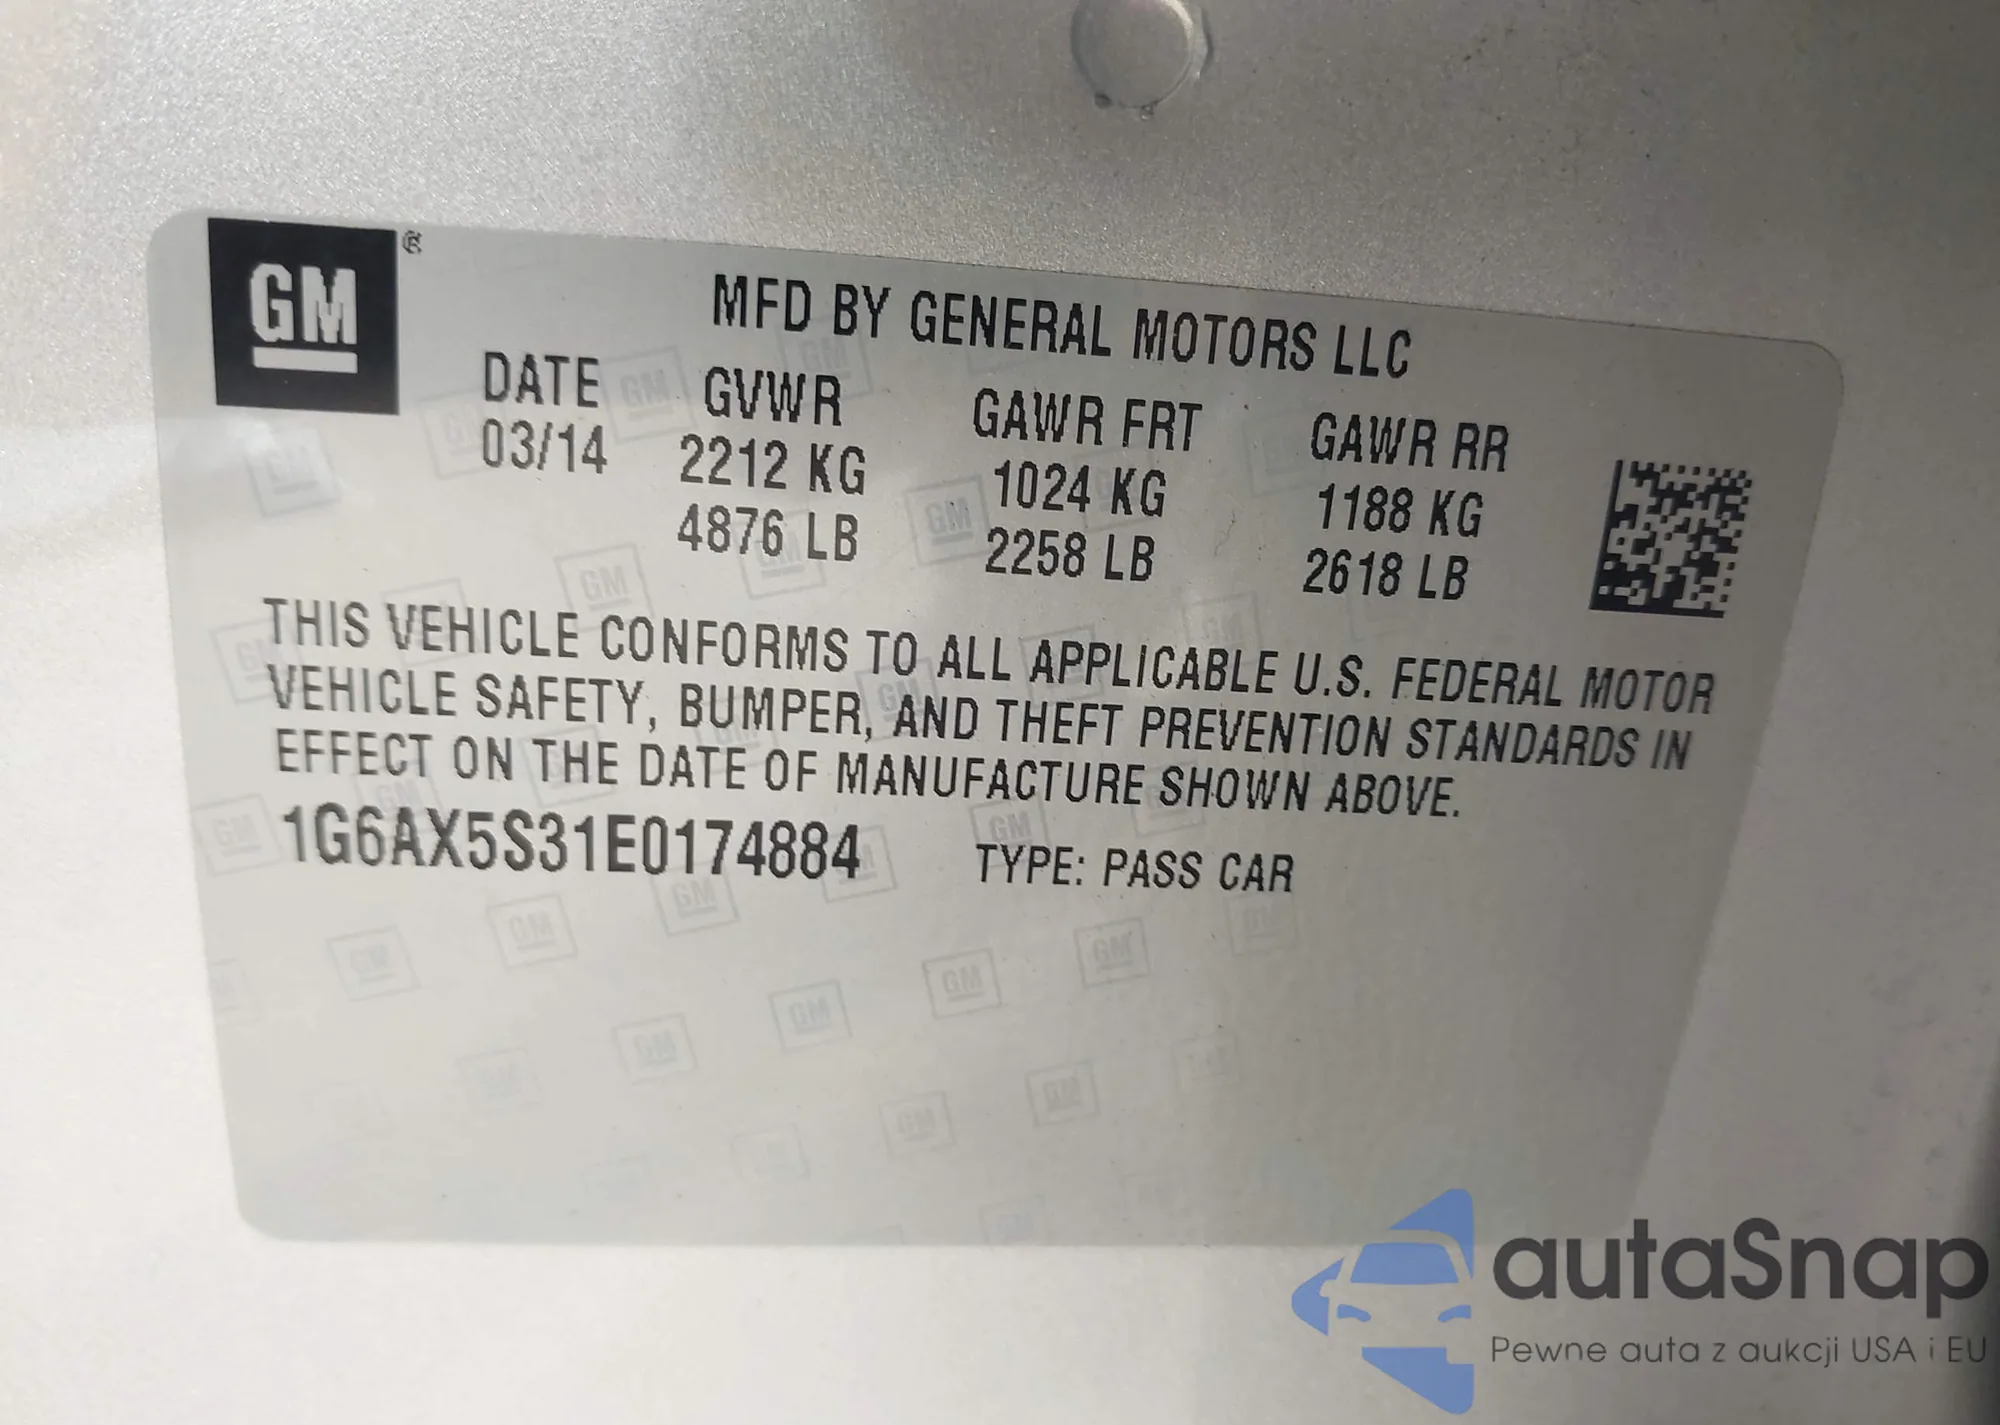 GM ®
MFD BY GENERAL MOTORS LLC
DATE GVWR GAWR FRT GAWR RR
03/14 2212 KG 1024 KG 1188 KG
4876 LB 2258 LB 2618 LB
THIS VEHICLE CONFORMS TO ALL APPLICABLE U.S. FEDERAL MOTOR
VEHICLE SAFETY, BUMPER, AND THEFT PREVENTION STANDARDS IN
EFFECT ON THE DATE OF MANUFACTURE SHOWN ABOVE.
1G6AX5S31E0174884 TYPE: PASS CAR
autaSnap
Pewne auta z aukcji USA i EU